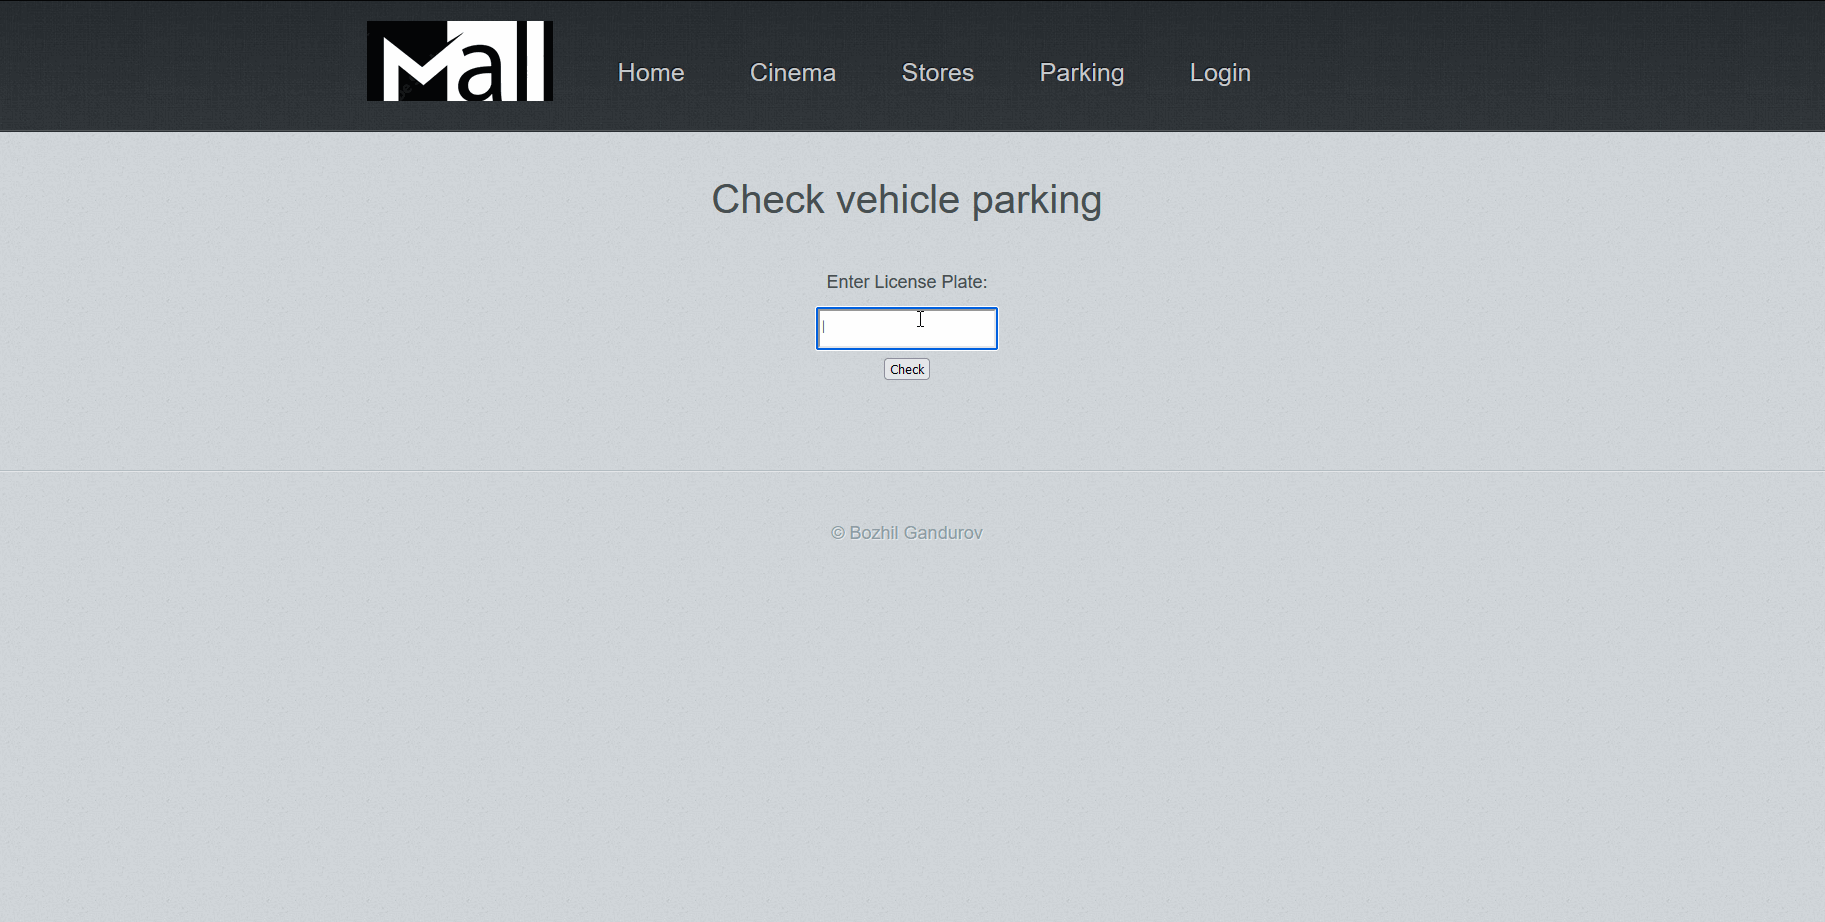 Mall
Home Cinema Stores Parking Login
Check vehicle parking
Enter License Plate:
Check
© Bozhil Gandurov